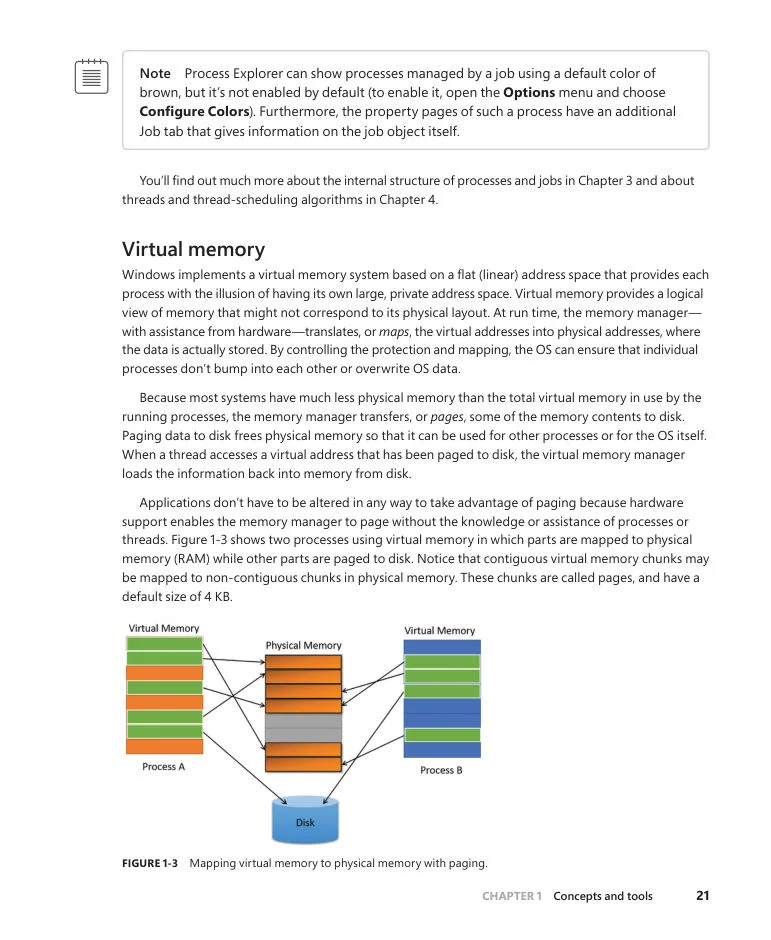 Note Process Explorer can show processes managed by a job using a default color of
brown, but it’s not enabled by default (to enable it, open the Options menu and choose
Configure Colors). Furthermore, the property pages of such a process have an additional
Job tab that gives information on the job object itself.
You’ll find out much more about the internal structure of processes and jobs in Chapter 3 and about
threads and thread-scheduling algorithms in Chapter 4.
Virtual memory
Windows implements a virtual memory system based on a flat (linear) address space that provides each
process with the illusion of having its own large, private address space. Virtual memory provides a logical
view of memory that might not correspond to its physical layout. At run time, the memory manager—
with assistance from hardware—translates, or maps, the virtual addresses into physical addresses, where
the data is actually stored. By controlling the protection and mapping, the OS can ensure that individual
processes don’t bump into each other or overwrite OS data.
Because most systems have much less physical memory than the total virtual memory in use by the
running processes, the memory manager transfers, or pages, some of the memory contents to disk.
Paging data to disk frees physical memory so that it can be used for other processes or for the OS itself.
When a thread accesses a virtual address that has been paged to disk, the virtual memory manager
loads the information back into memory from disk.
Applications don’t have to be altered in any way to take advantage of paging because hardware
support enables the memory manager to page without the knowledge or assistance of processes or
threads. Figure 1-3 shows two processes using virtual memory in which parts are mapped to physical
memory (RAM) while other parts are paged to disk. Notice that contiguous virtual memory chunks may
be mapped to non-contiguous chunks in physical memory. These chunks are called pages, and have a
default size of 4 KB.
Virtual Memory
Physical Memory
Virtual Memory
Process A
Process B
Disk
FIGURE 1-3 Mapping virtual memory to physical memory with paging.
CHAPTER 1 Concepts and tools 21